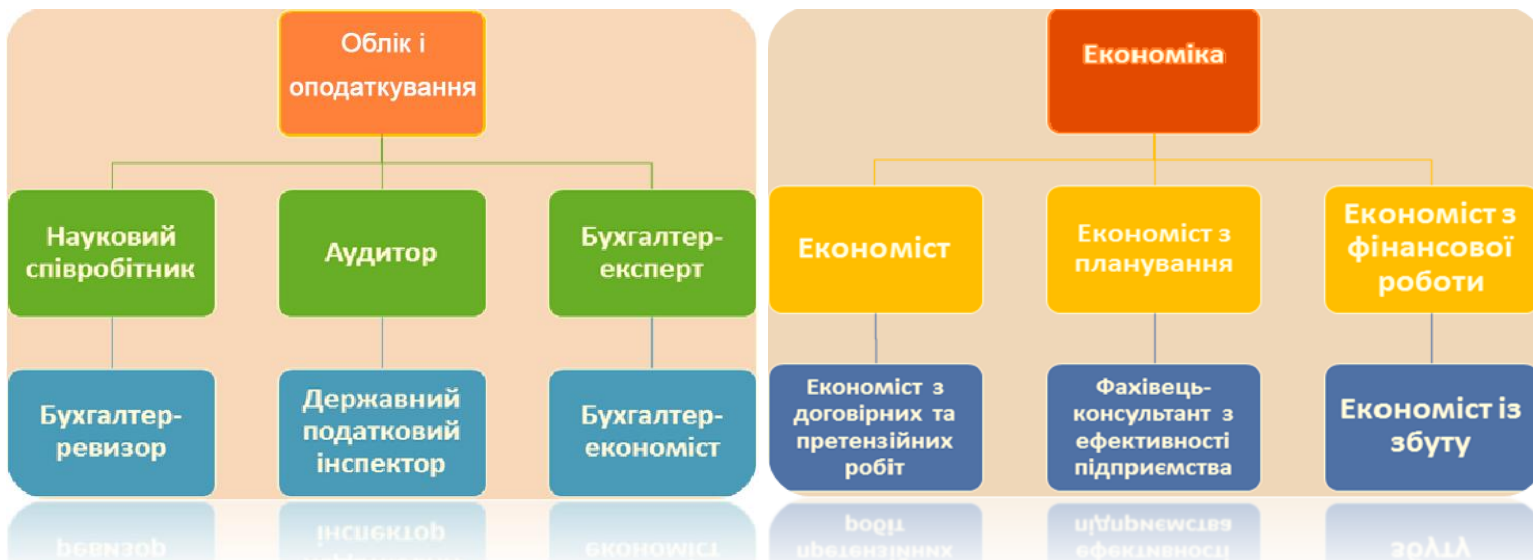 Облік і
оподаткування
Науковий
співробітник
Аудитор
Бухгалтер-
експерт
Бухгалтер-
ревизор
Державний
податковий
інспектор
Бухгалтер-
економіст
Економіка
Економіст
Економіст з
планування
Економіст з
фінансової
роботи
Економіст з
договірних та
претензійних
робіт
Фахівець-
консультант з
ефективності
підприємства
Економіст із
збуту